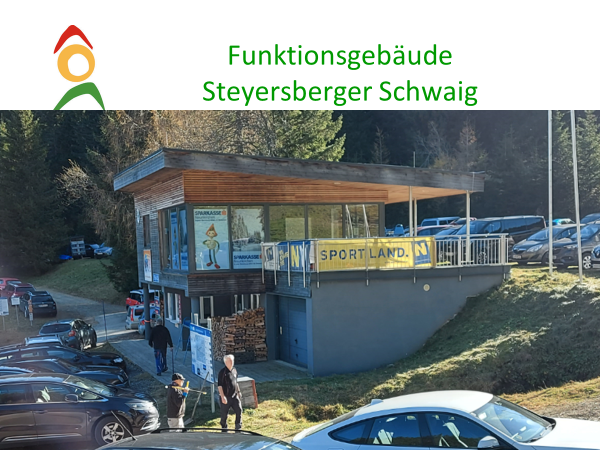 Funktionsgebäude
Steyersberger Schwaig
SPARKASSE
SPORTLAND.